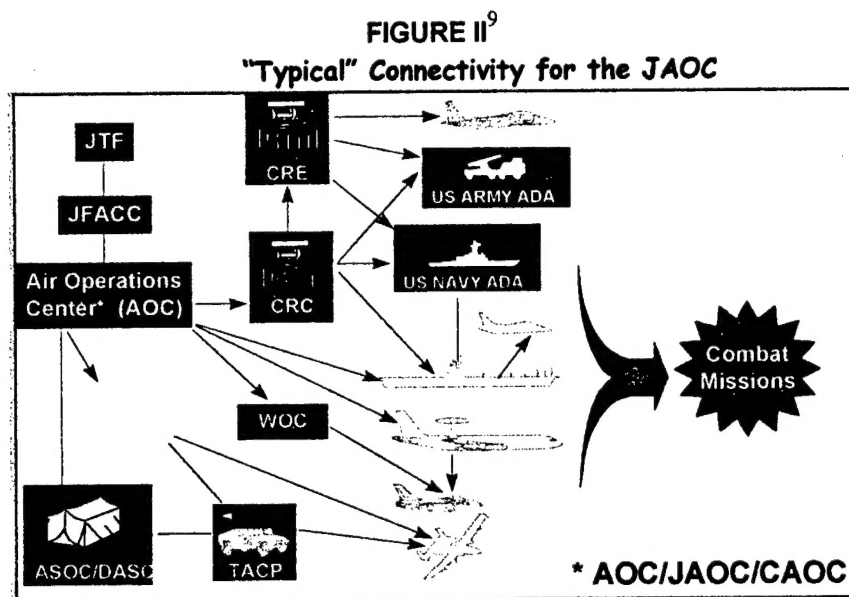 FIGURE II⁹
"Typical" Connectivity for the JAOC
JTF
JFACC
Air Operations
Center* (AOC)
CRE
CRC
US ARMY ADA
US NAVY ADA
WOC
ASOC/DASC
TACP
Combat
Missions
* AOC/JAOC/CAOC